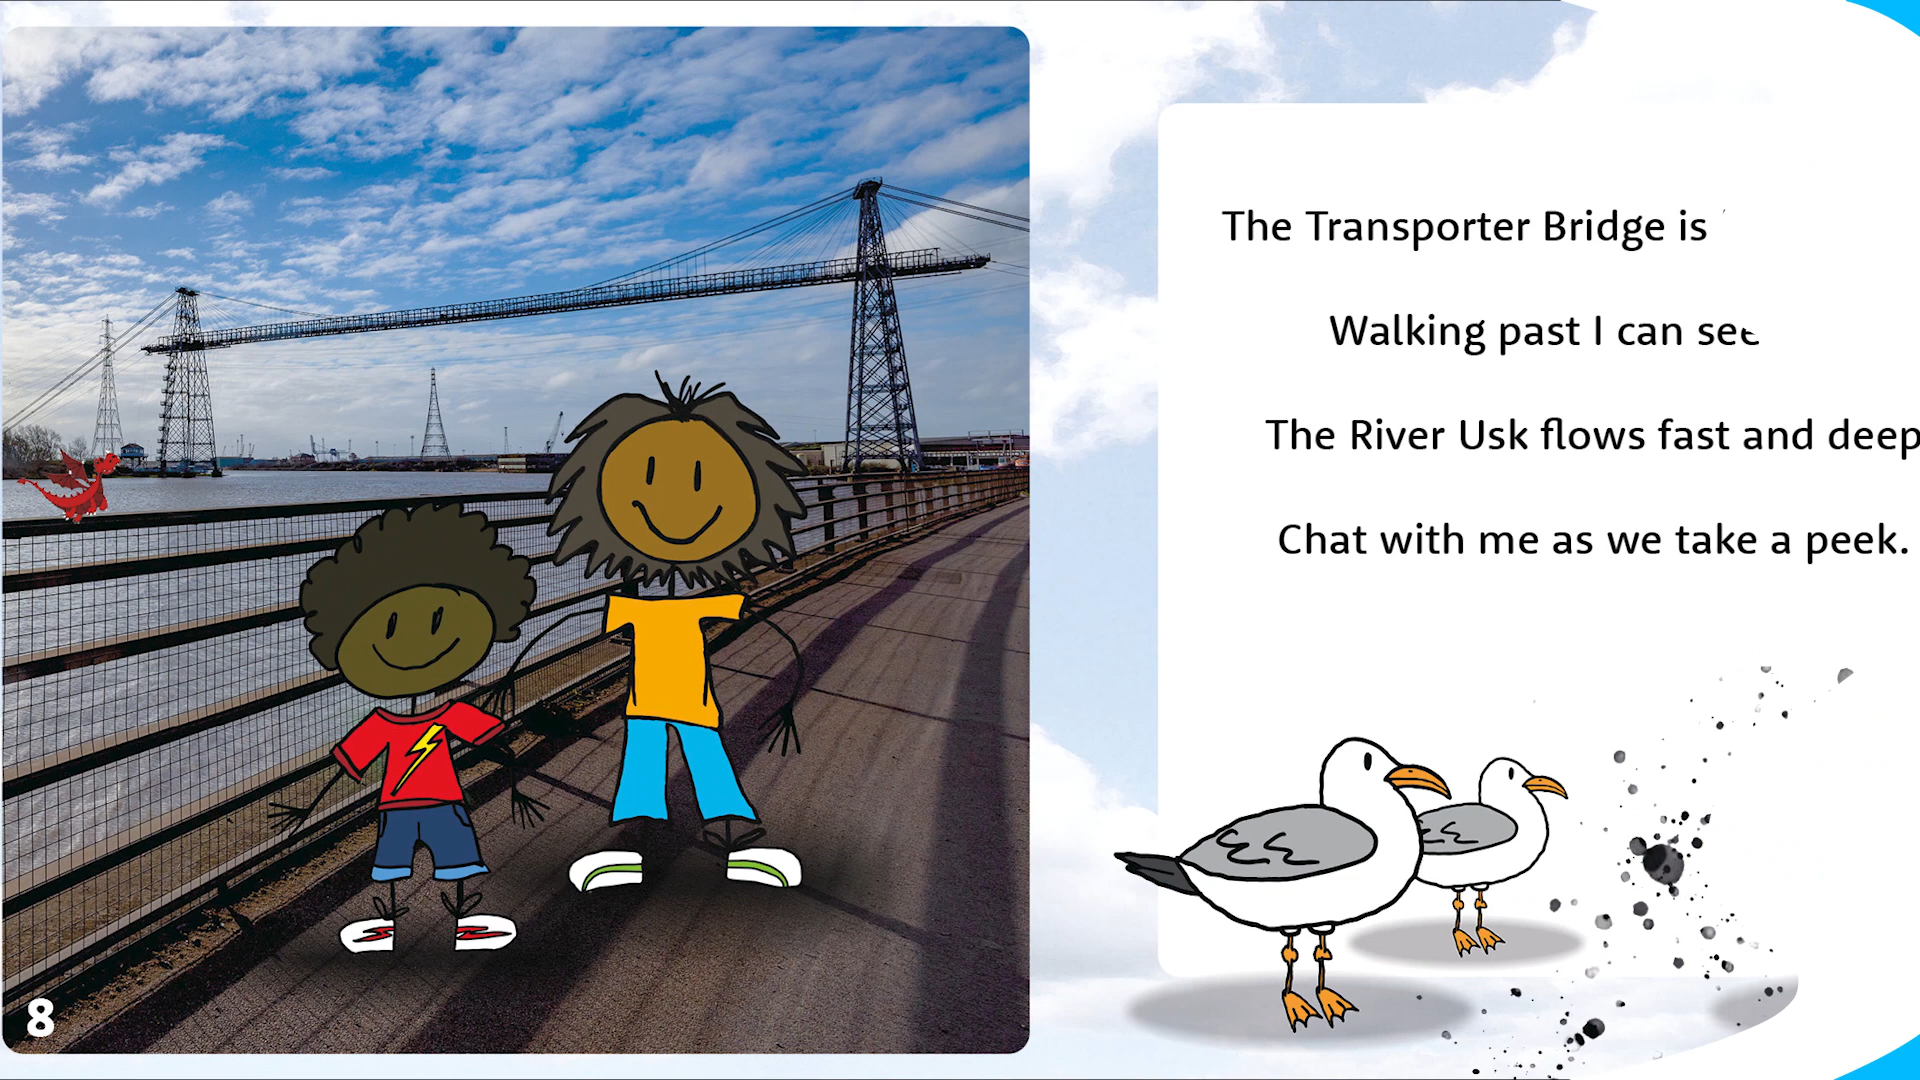 The Transporter Bridge is
Walking past I can see
The River Usk flows fast and deep
Chat with me as we take a peek.
8